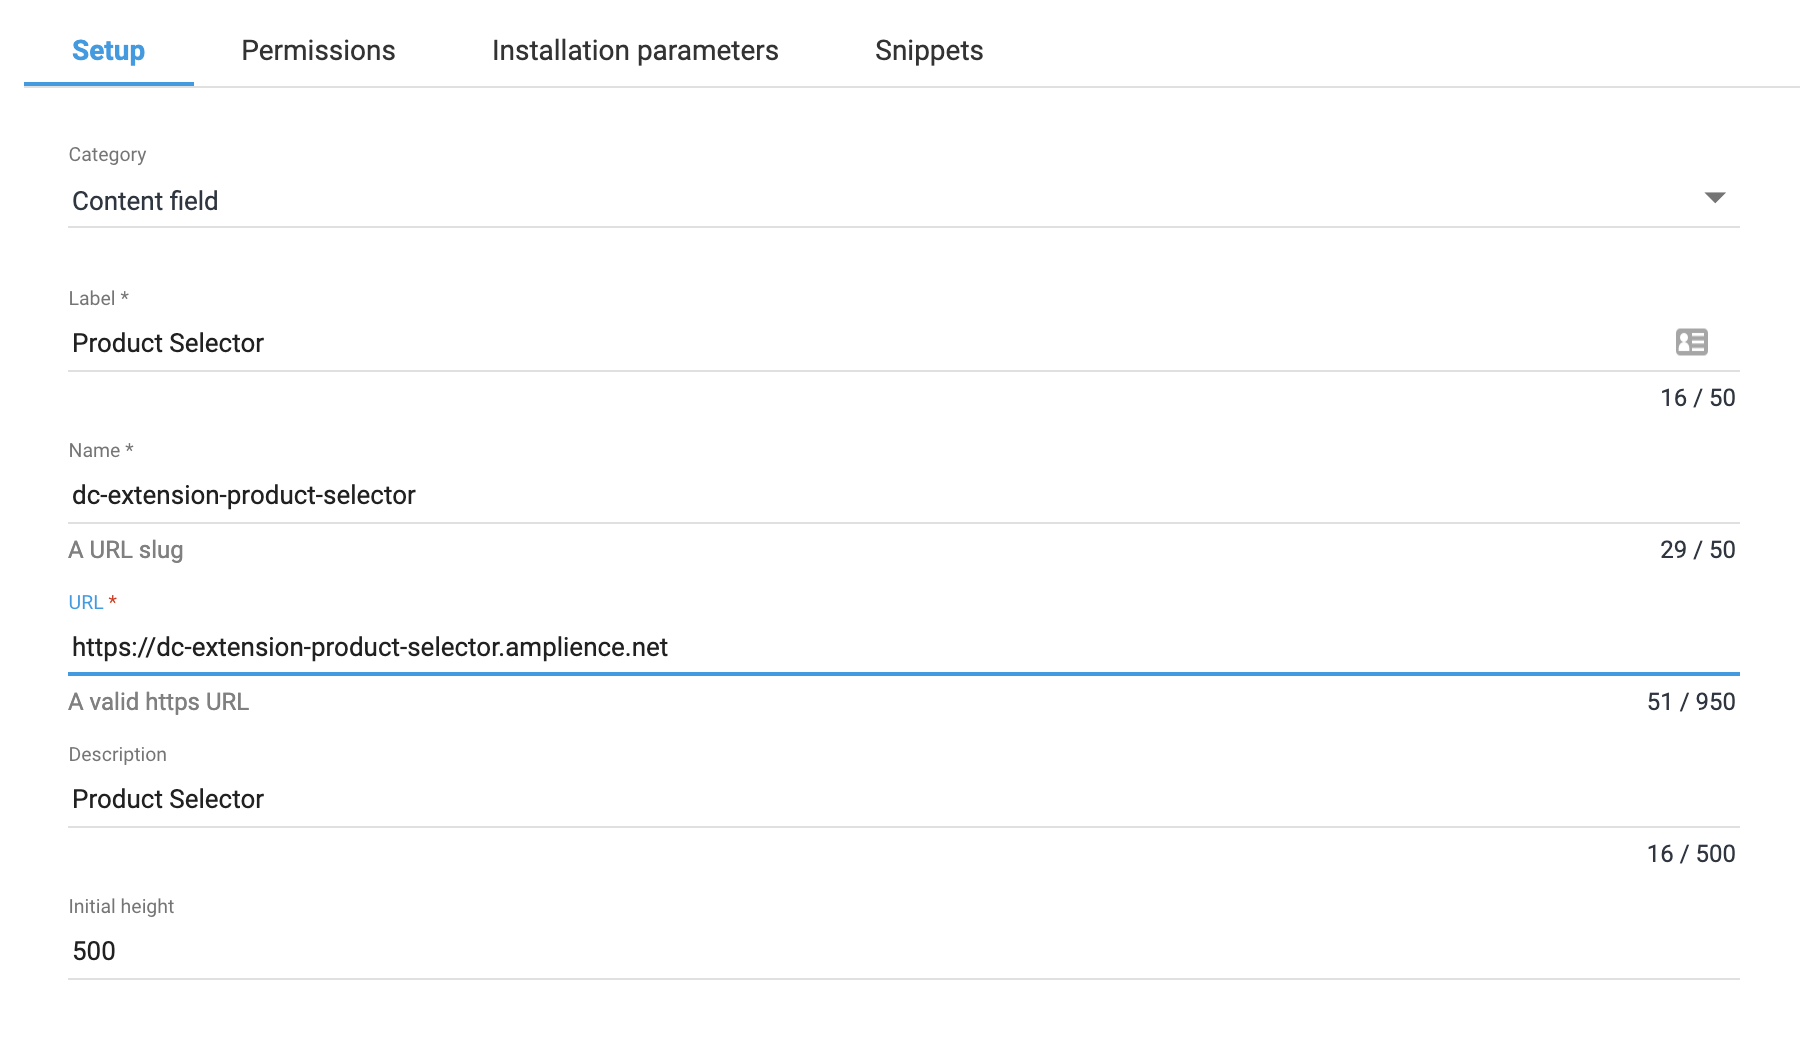 Setup Permissions Installation parameters Snippets
Category
Content field
Label *
Product Selector
16 / 50
Name *
dc-extension-product-selector
A URL slug 29 / 50
URL *
https://dc-extension-product-selector.amplience.net
A valid https URL 51 / 950
Description
Product Selector
16 / 500
Initial height
500